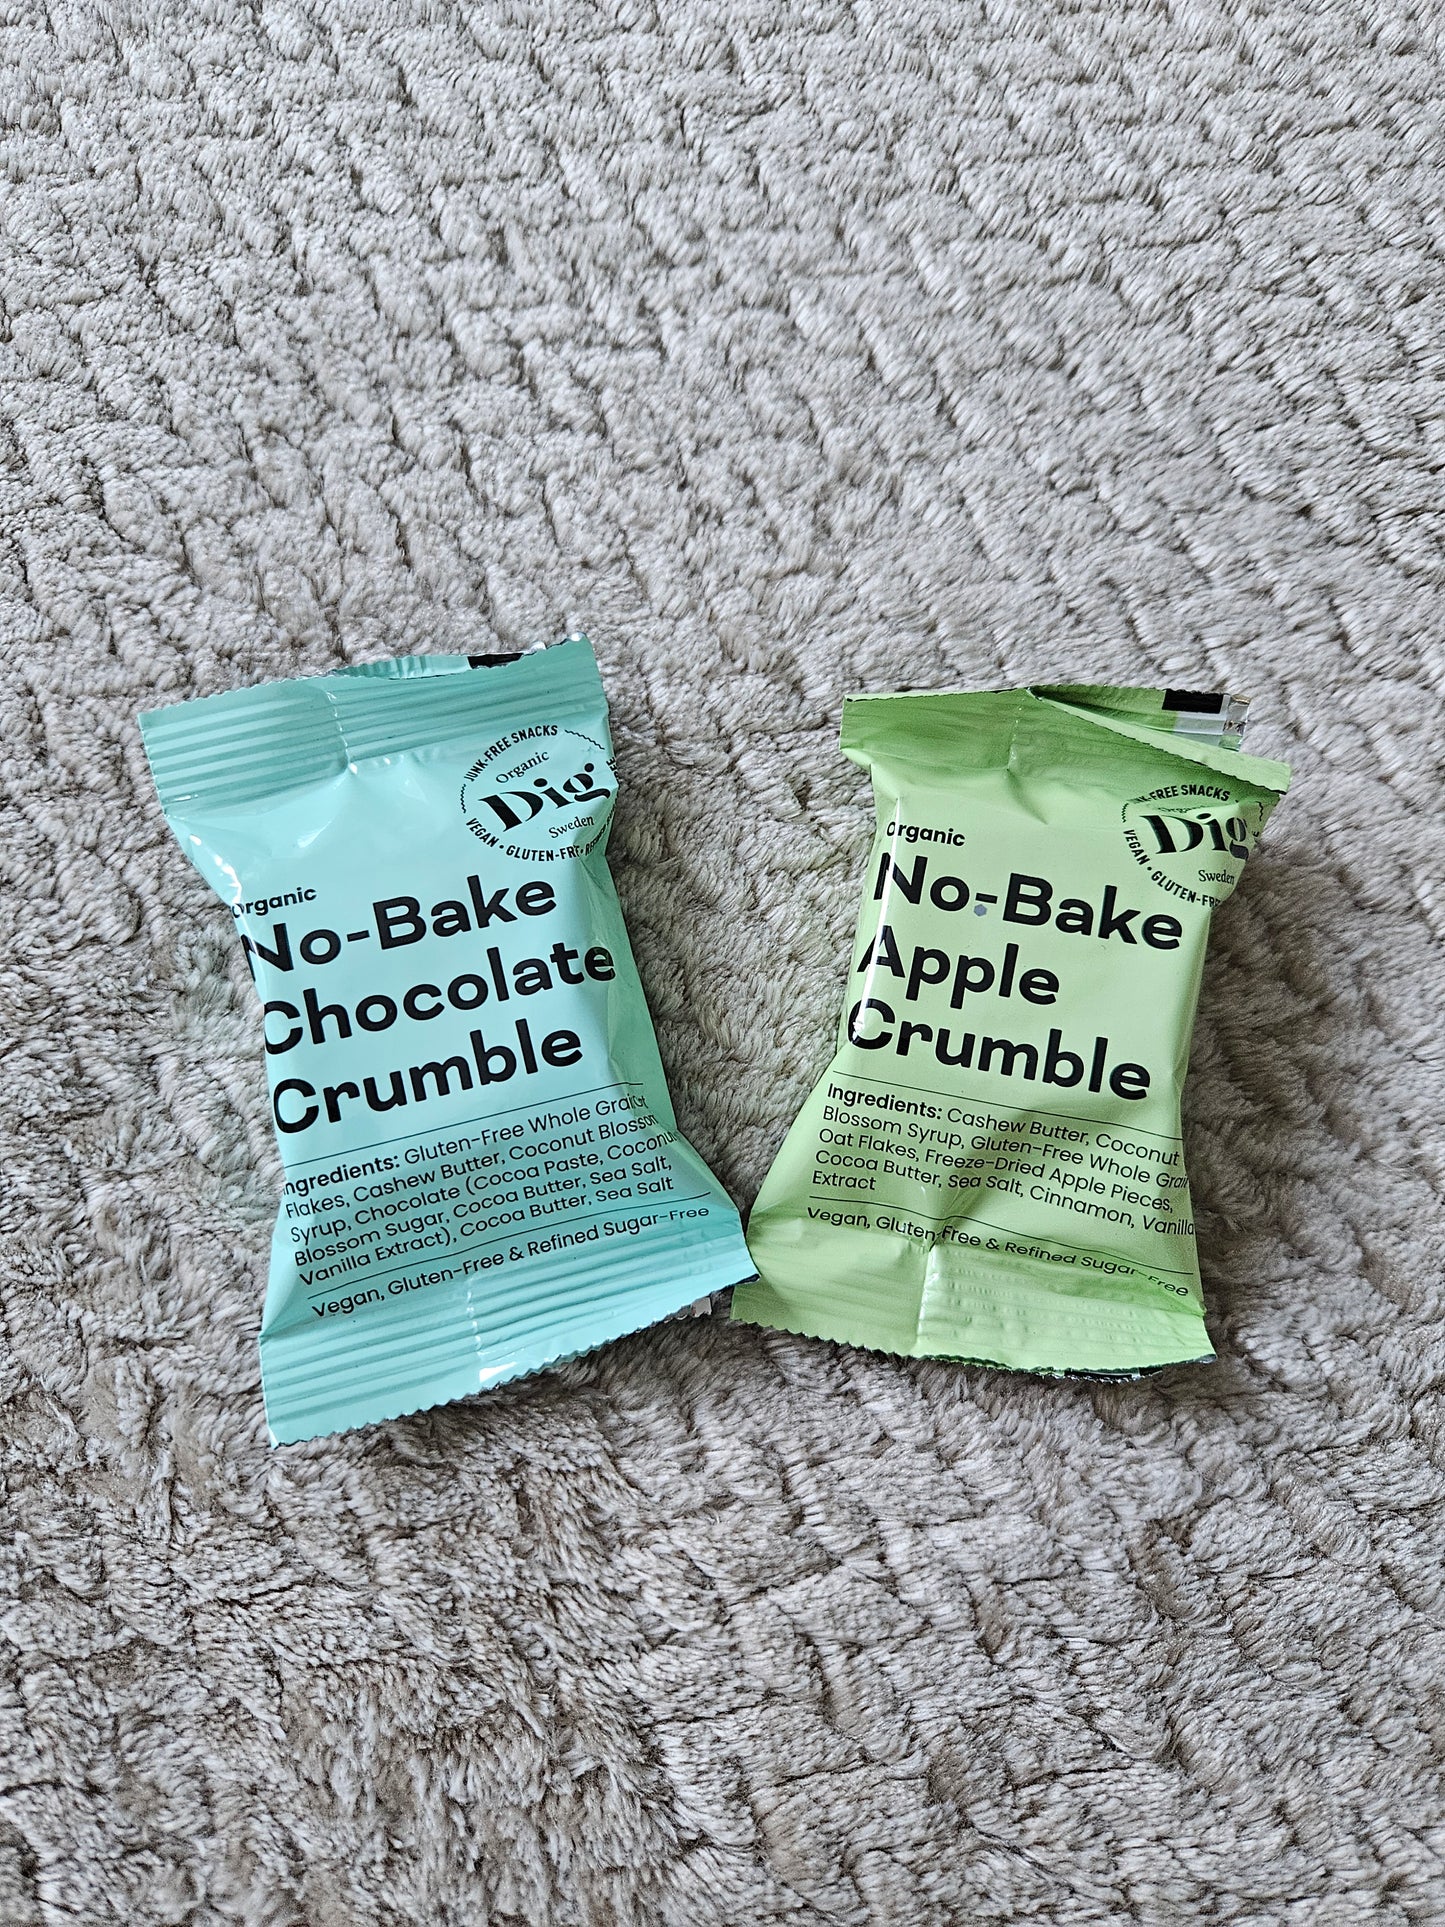 JUNK-FREE SNACKS
Organic
Dig
Sweden
VEGAN • GLUTEN-FREE
Organic
No-Bake
Chocolate
Crumble
Ingredients: Gluten-Free Whole Grain
Flakes, Cashew Butter, Coconut Blossom
Syrup, Chocolate (Cocoa Paste, Coconut
Blossom Sugar, Cocoa Butter, Sea Salt,
Vanilla Extract), Cocoa Butter, Sea Salt
Vegan, Gluten-Free & Refined Sugar-Free
FREE SNACKS
Organic
Dig
Sweden
VEGAN • GLUTEN-FR
Organic
No-Bake
Apple
Crumble
Ingredients: Cashew Butter, Coconut
Blossom Syrup, Gluten-Free Whole Grain
Oat Flakes, Freeze-Dried Apple Pieces,
Cocoa Butter, Sea Salt, Cinnamon, Vanilla
Extract
Vegan, Gluten-Free & Refined Sugar-Free